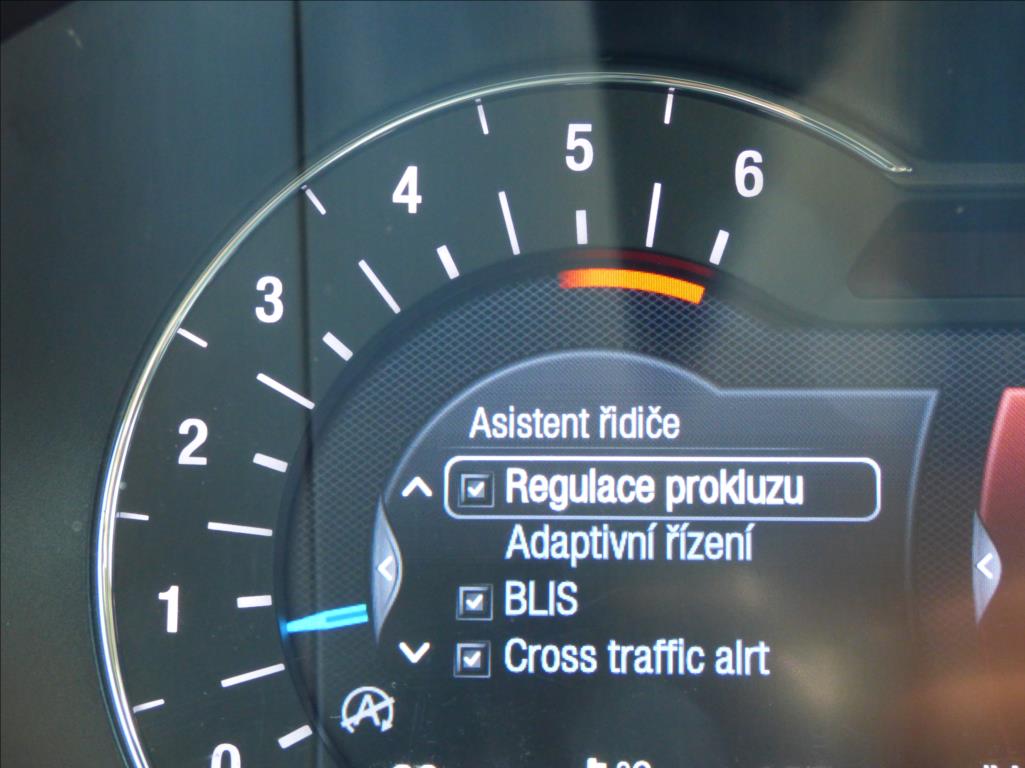 5
6
4
3
2
1
0
Asistent řidiče
Regulace prokluzu
Adaptivní řízení
BLIS
Cross traffic alrt
A